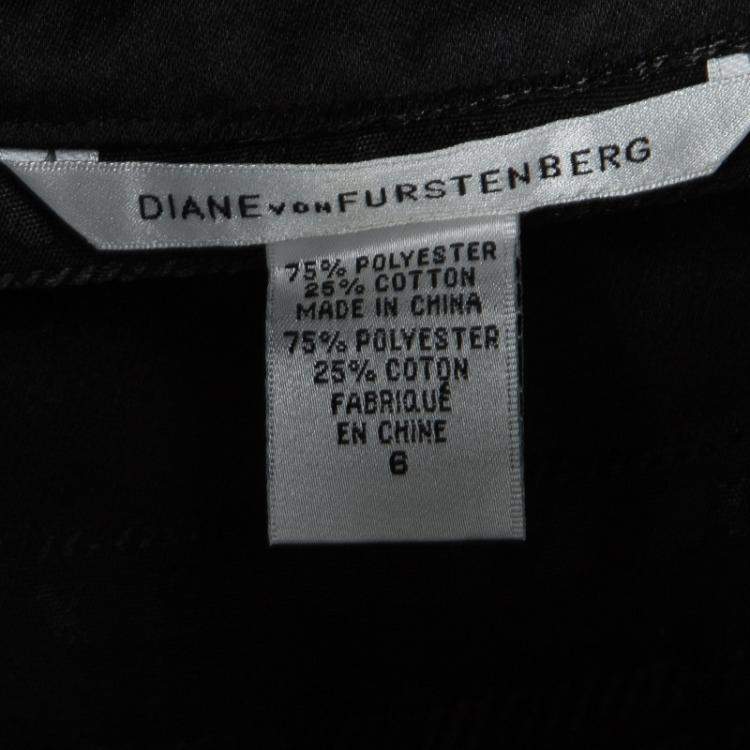 DIANE VON FURSTENBERG
75% POLYESTER
25% COTTON
MADE IN CHINA
75% POLYESTER
25% COTON
FABRIQUÉ
EN CHINE
6